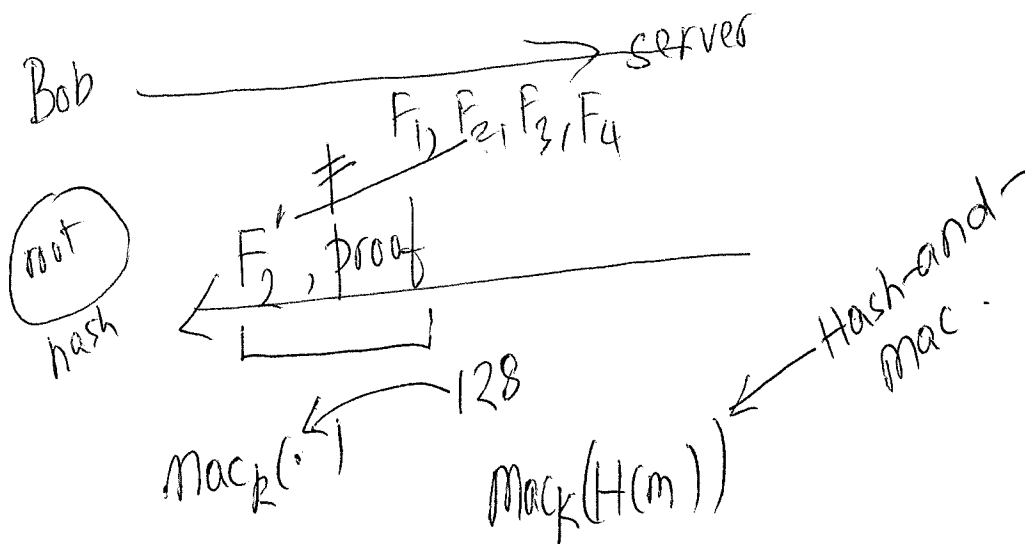 Bob
server
F1, F2, F3, F4
≠
root
hash
F2', proof
128
Mack(·)
Hash-and-
Mac.
Mack(H(m))